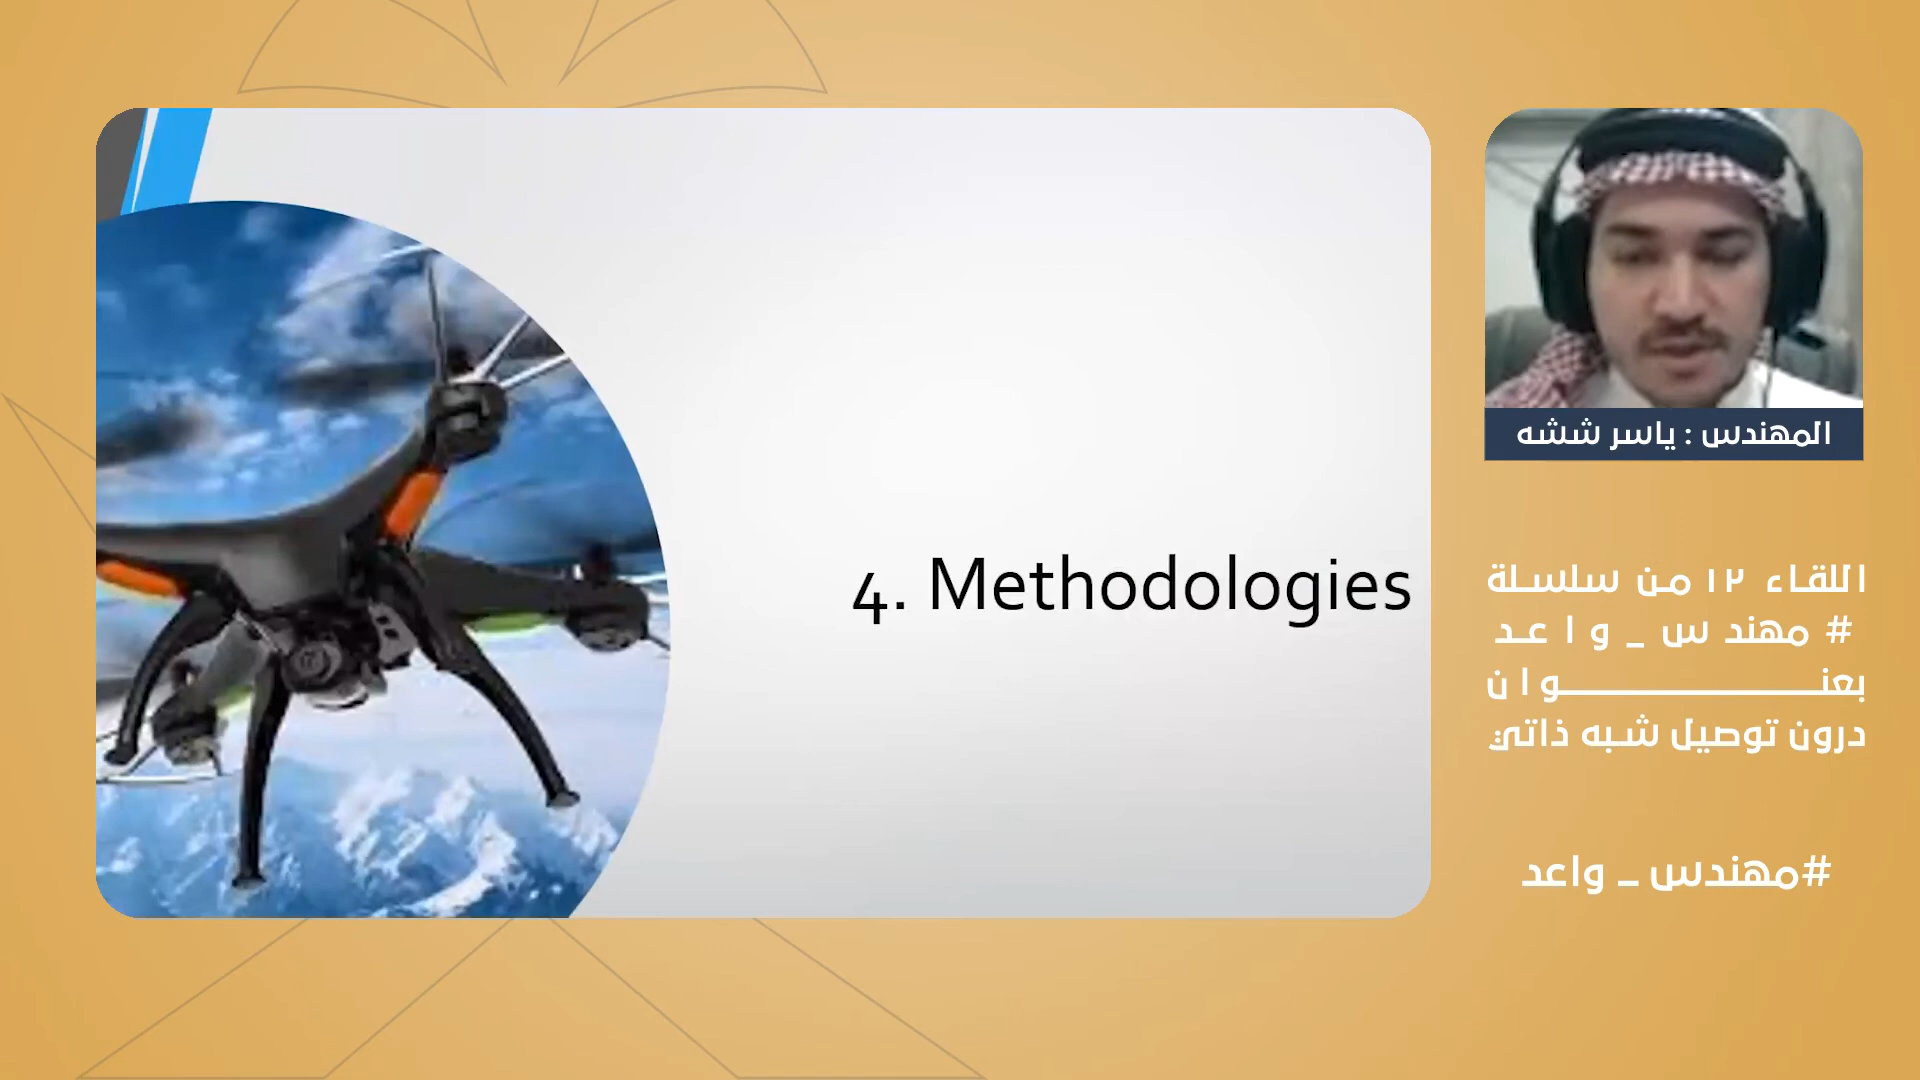 4. Methodologies
المهندس : ياسر ششه
اللقاء ١٢ من سلسلة
# مهندس _ واعد
بعنوان
درون توصيل شبه ذاتي
#مهندس _ واعد